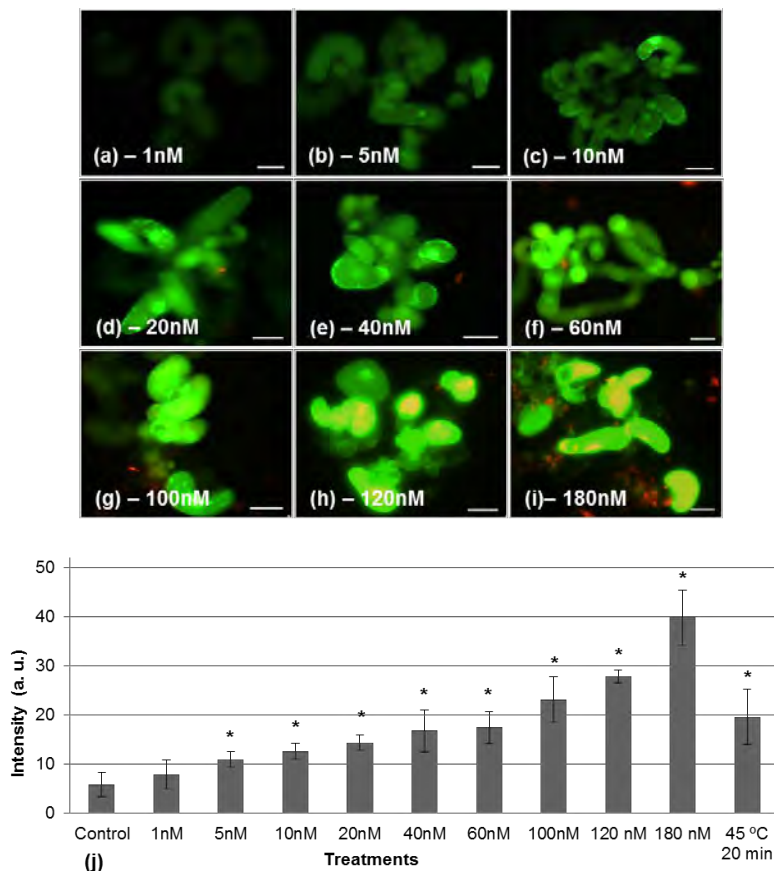 (a) – 1nM
(b) – 5nM
(c) – 10nM
(d) – 20nM
(e) – 40nM
(f) – 60nM
(g) – 100nM
(h) – 120nM
(i)– 180nM
50
40
30
20
10
0
Intensity (a. u.)
* * * * * * * * *
Control 1nM 5nM 10nM 20nM 40nM 60nM 100nM 120 nM 180 nM 45 ºC
20 min
(j) Treatments